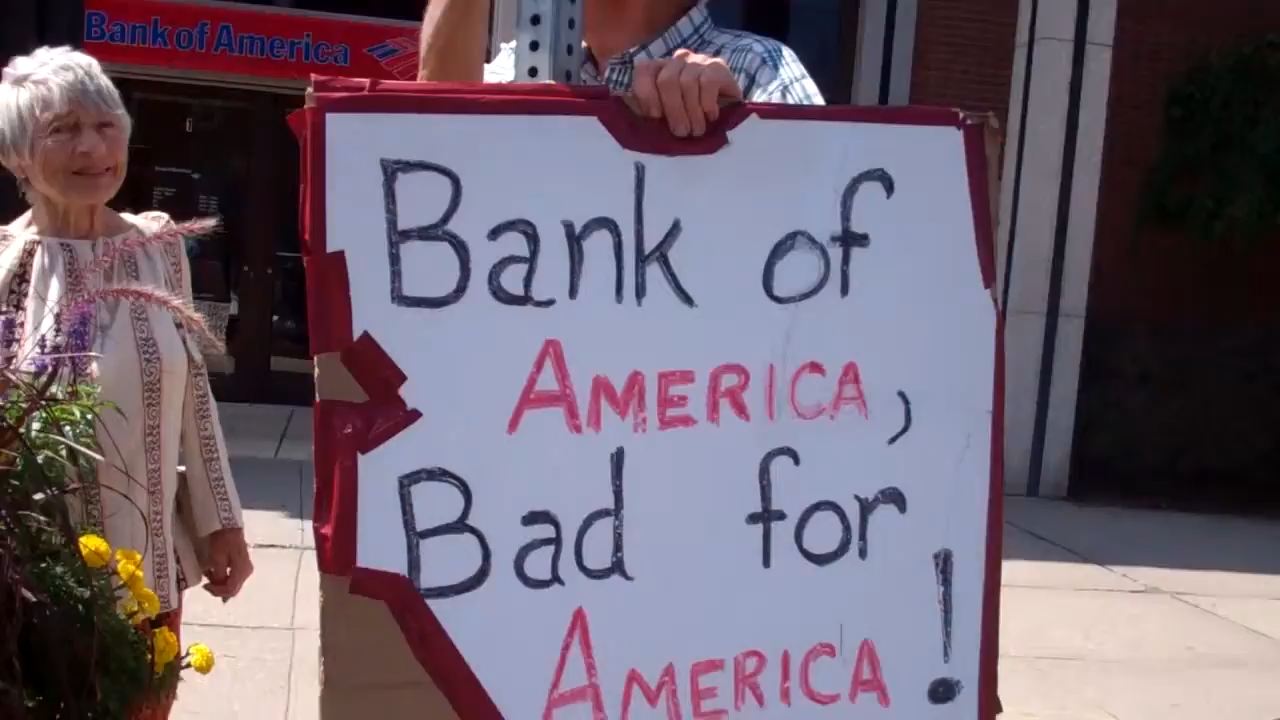 Bank of America
Bank of
AMERICA,
Bad for
AMERICA!